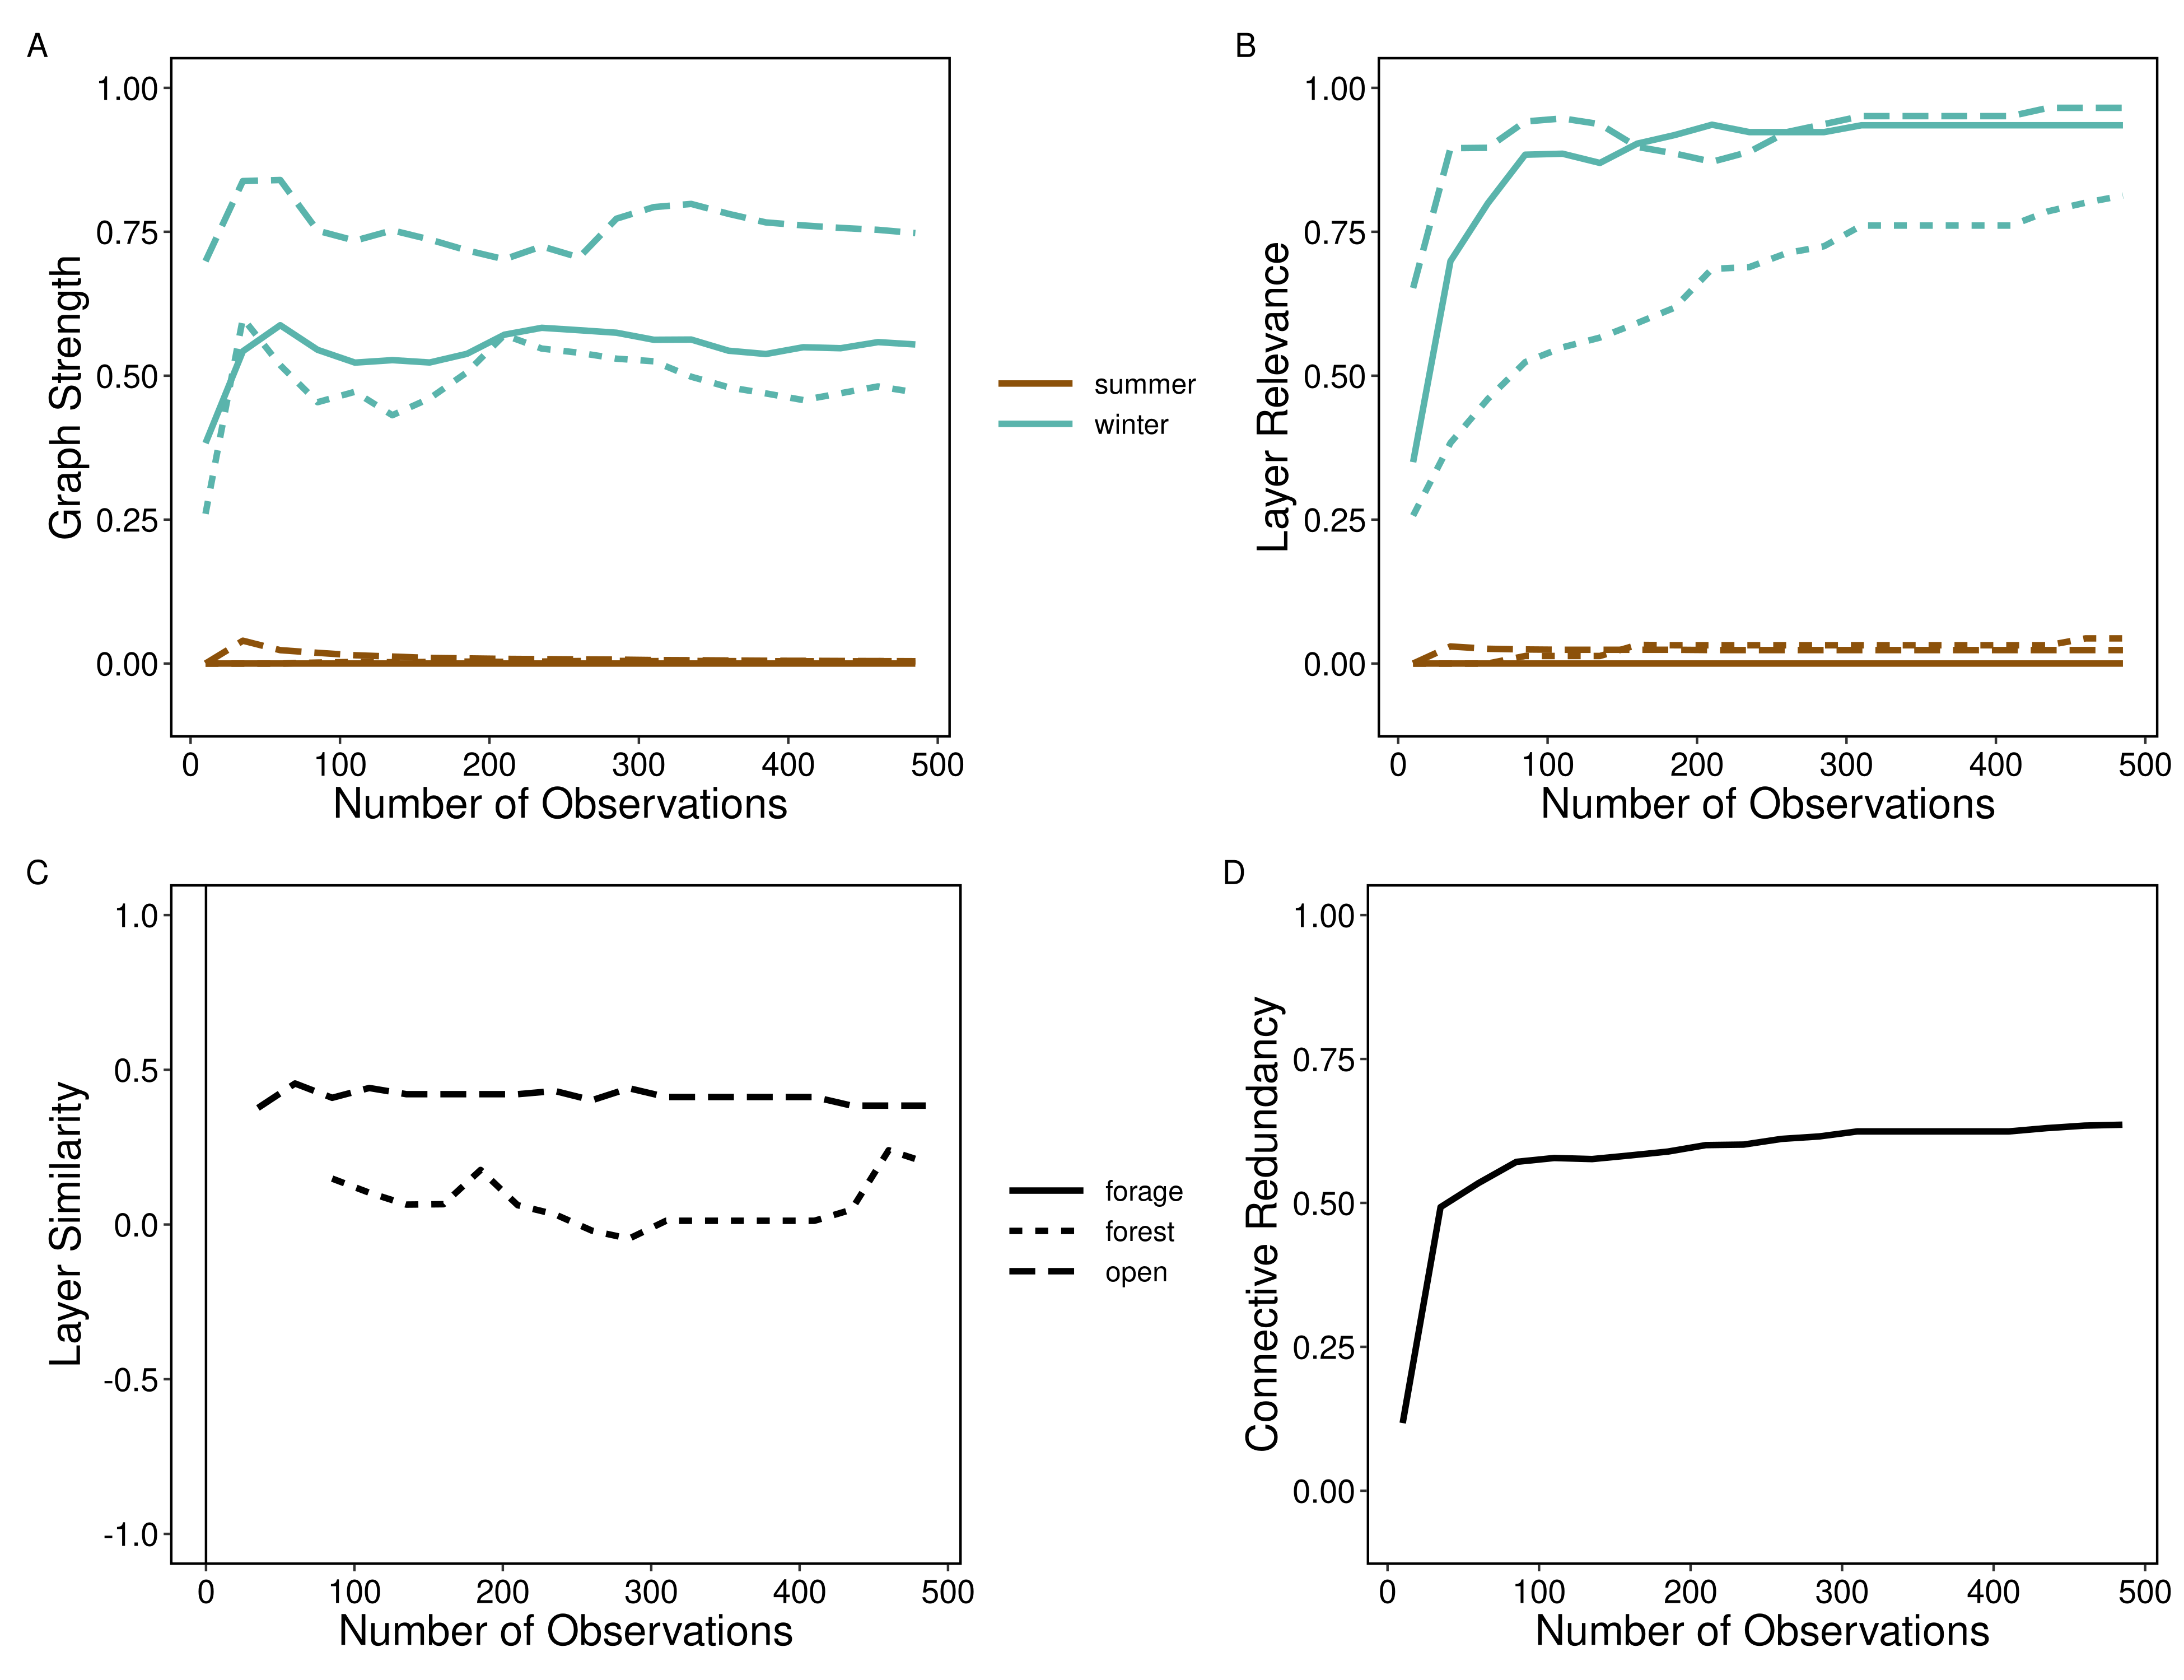 A
1.00
0.75
0.50
0.25
0.00
Graph Strength
0 100 200 300 400 500
Number of Observations
summer
winter
B
1.00
0.75
0.50
0.25
0.00
Layer Relevance
0 100 200 300 400 500
Number of Observations
C
1.0
0.5
0.0
-0.5
-1.0
Layer Similarity
0 100 200 300 400 500
Number of Observations
forage
forest
open
D
1.00
0.75
0.50
0.25
0.00
Connective Redundancy
0 100 200 300 400 500
Number of Observations